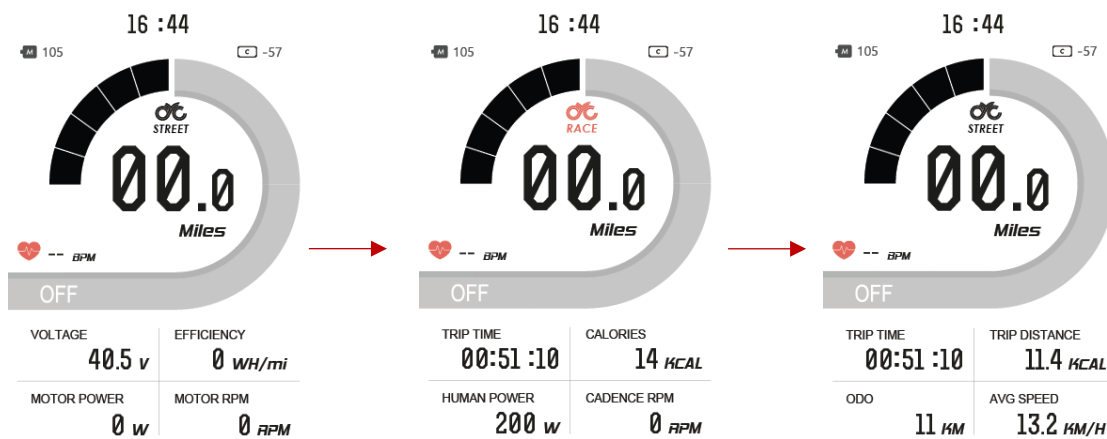 16 :44
M 105
C -57
STREET
00.0
Miles
-- BPM
OFF
VOLTAGE
40.5 V
EFFICIENCY
0 WH/mi
MOTOR POWER
0 W
MOTOR RPM
0 RPM
16 :44
M 105
C -57
RACE
00.0
Miles
-- BPM
OFF
TRIP TIME
00:51 :10
CALORIES
14 KCAL
HUMAN POWER
200 W
CADENCE RPM
0 RPM
16 :44
M 105
C -57
STREET
00.0
Miles
-- BPM
OFF
TRIP TIME
00:51 :10
TRIP DISTANCE
11.4 KCAL
ODO
11 KM
AVG SPEED
13.2 KM/H